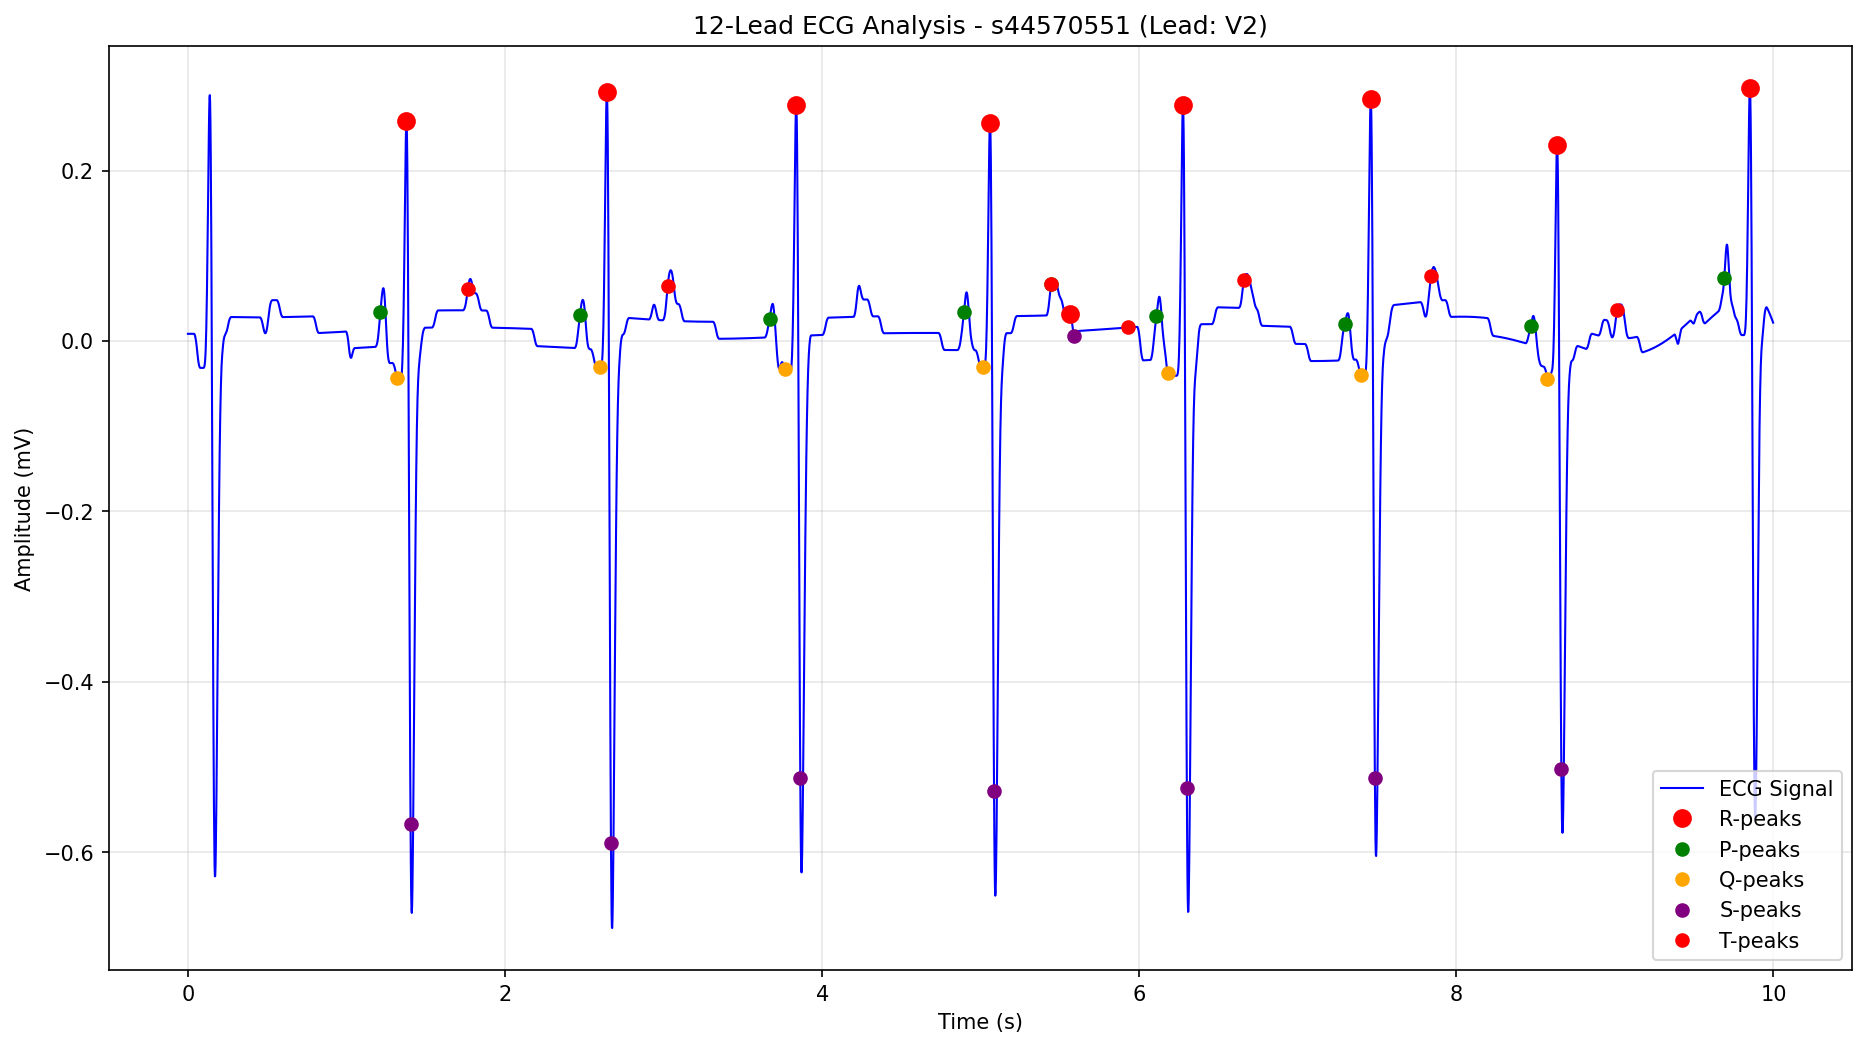 12-Lead ECG Analysis - s44570551 (Lead: V2)
Amplitude (mV)
0.2
0.0
−0.2
−0.4
−0.6
0
2
4
6
8
10
Time (s)
ECG Signal
R-peaks
P-peaks
Q-peaks
S-peaks
T-peaks